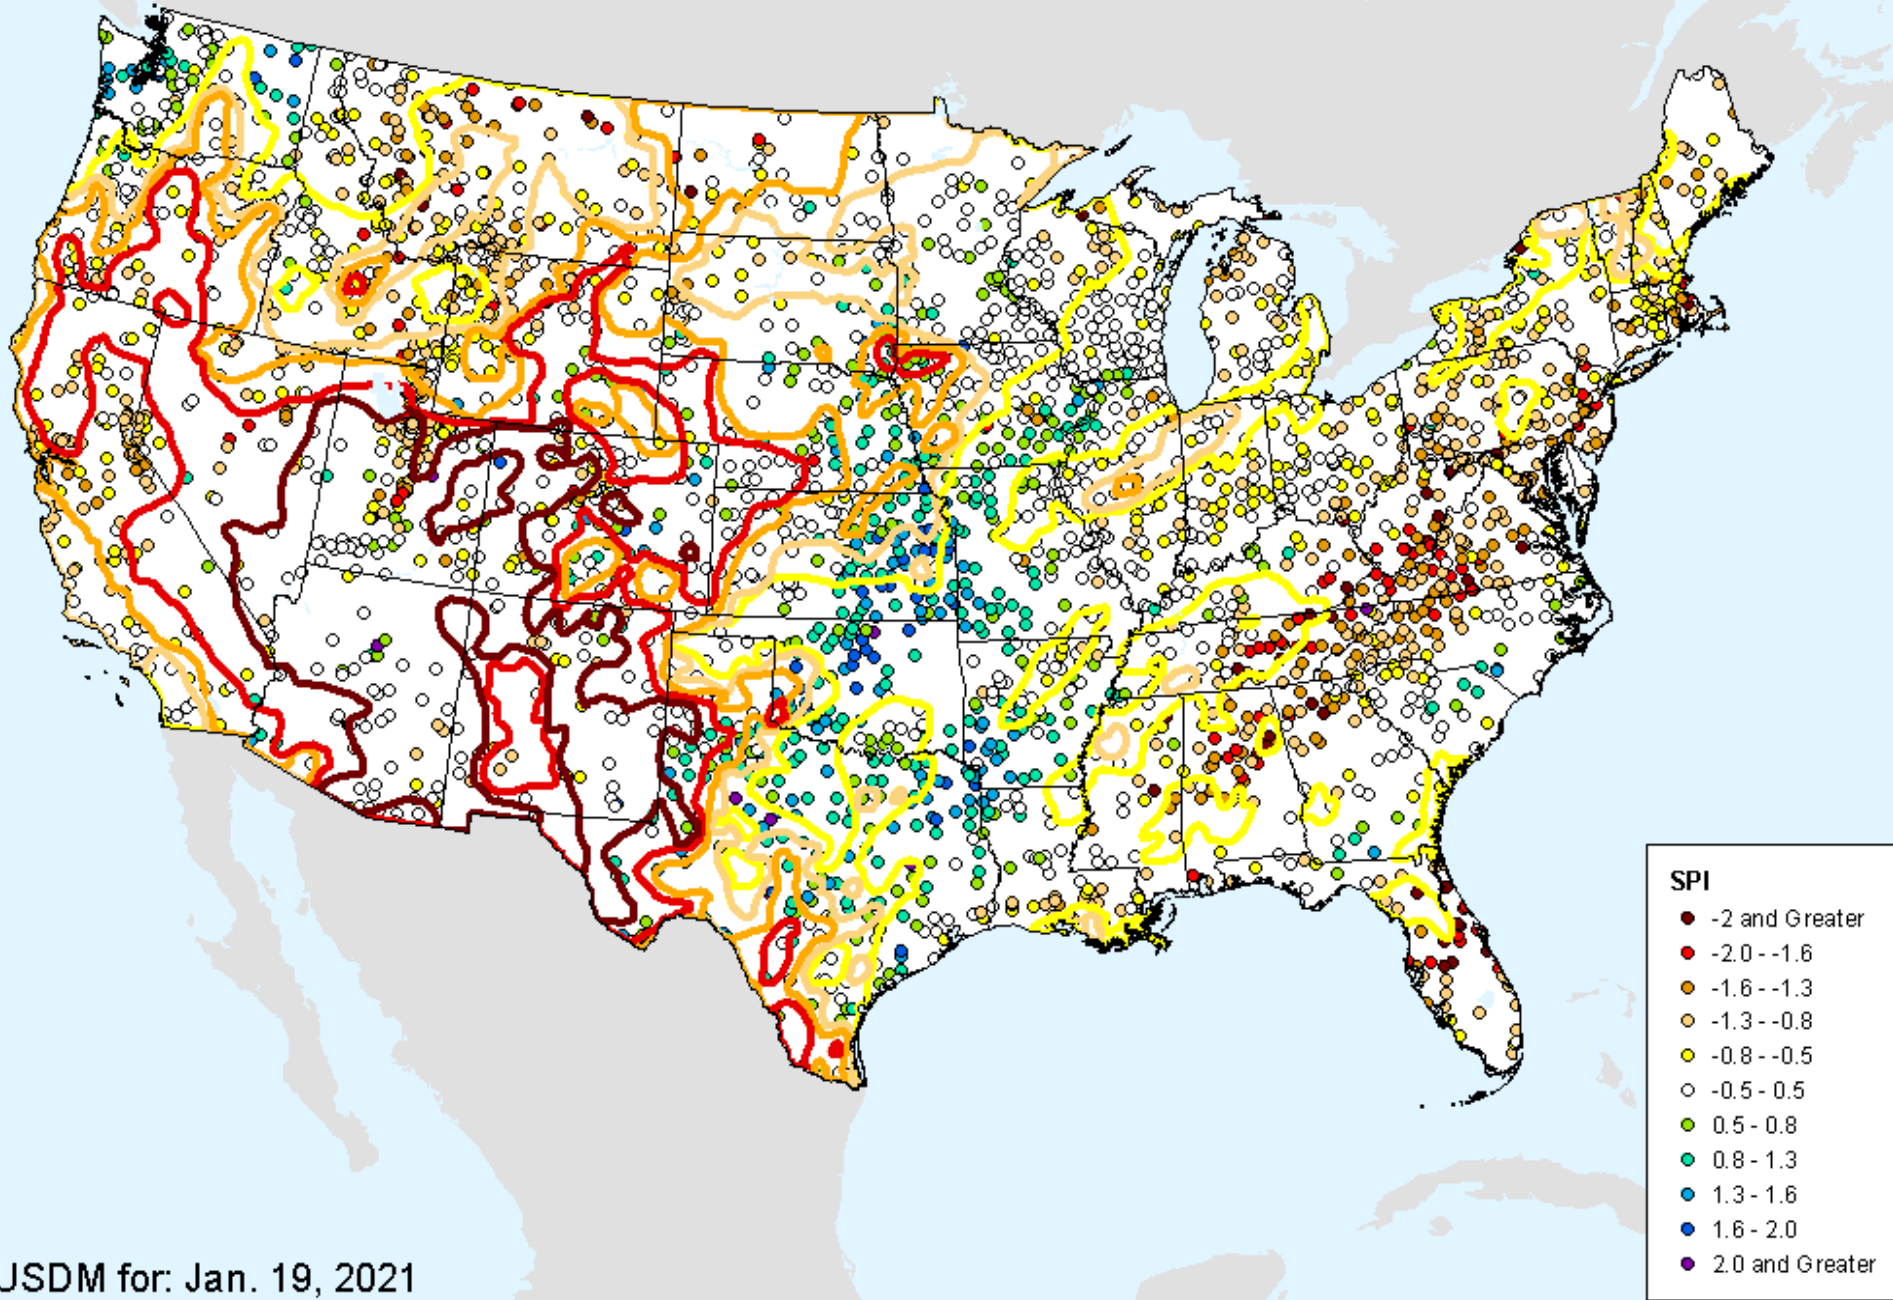 SPI
-2 and Greater
-2.0 - -1.6
-1.6 - -1.3
-1.3 - -0.8
-0.8 - -0.5
-0.5 - 0.5
0.5 - 0.8
0.8 - 1.3
1.3 - 1.6
1.6 - 2.0
2.0 and Greater
USDM for: Jan. 19, 2021